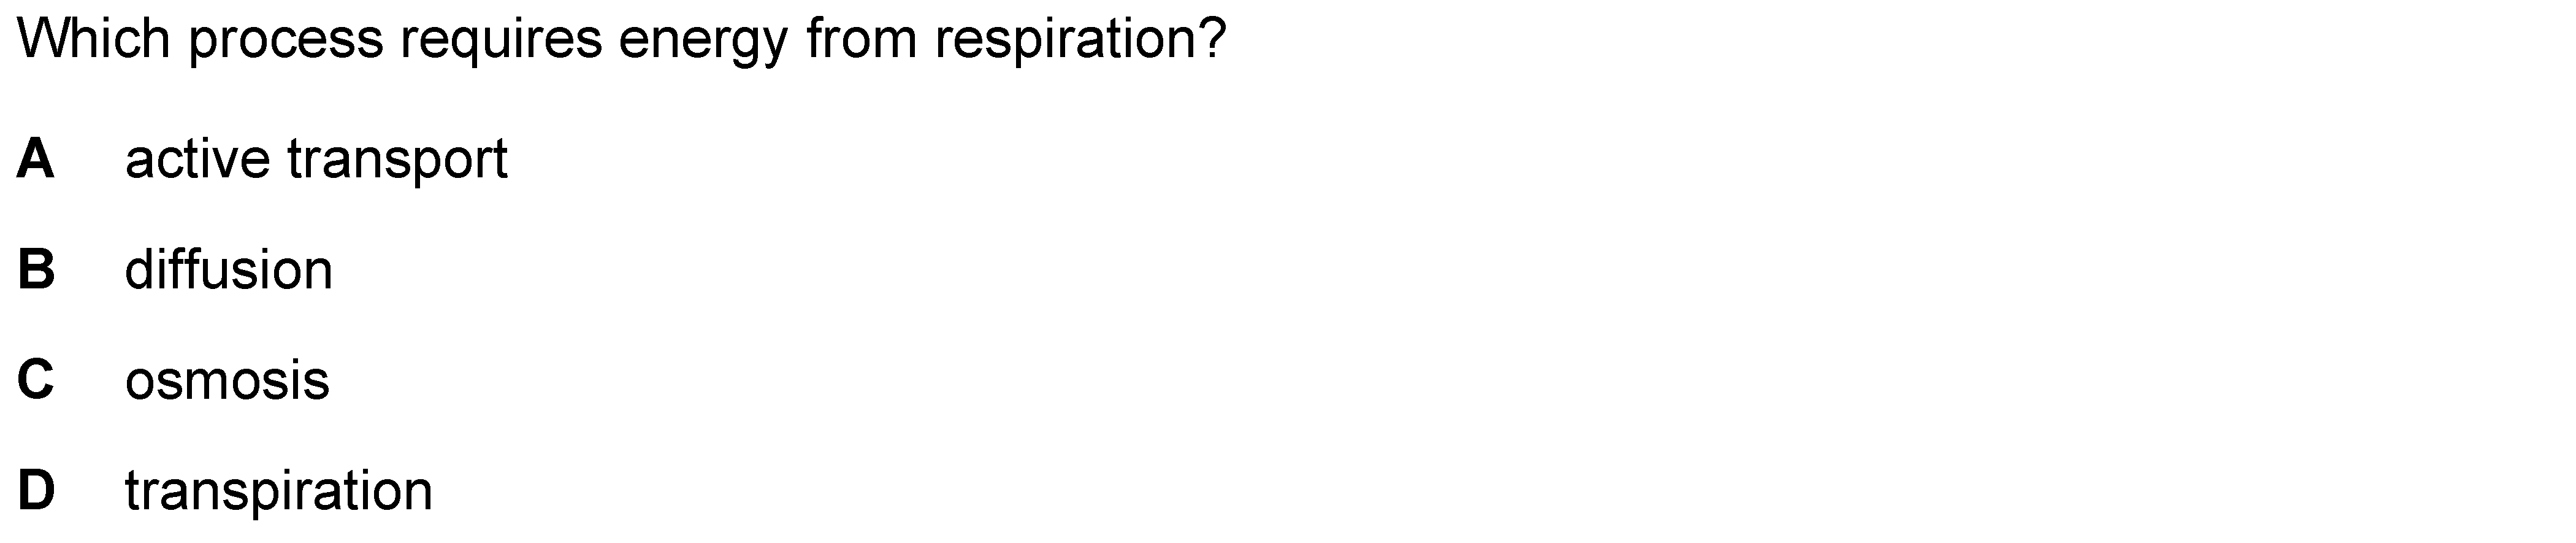 Which process requires energy from respiration?
A active transport
B diffusion
C osmosis
D transpiration